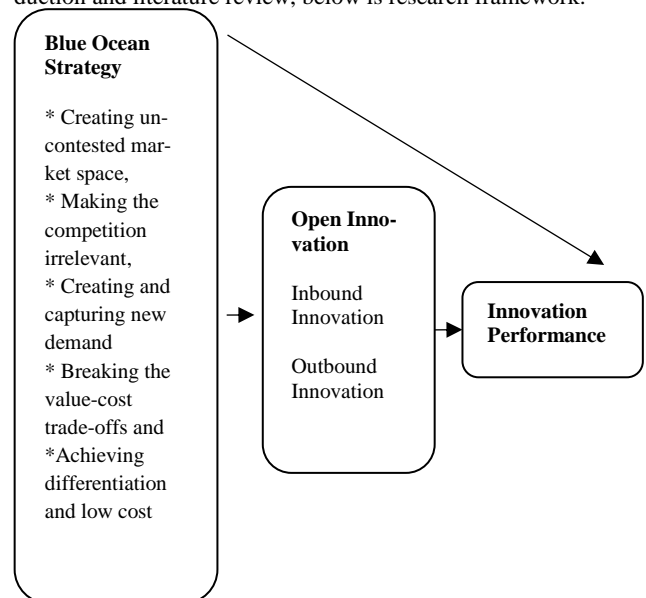 duction and literature review, below is research framework.
Blue Ocean
Strategy
* Creating un-
contested mar-
ket space,
* Making the
competition
irrelevant,
* Creating and
capturing new
demand
* Breaking the
value-cost
trade-offs and
*Achieving
differentiation
and low cost
Open Inno-
vation
Inbound
Innovation
Outbound
Innovation
Innovation
Performance